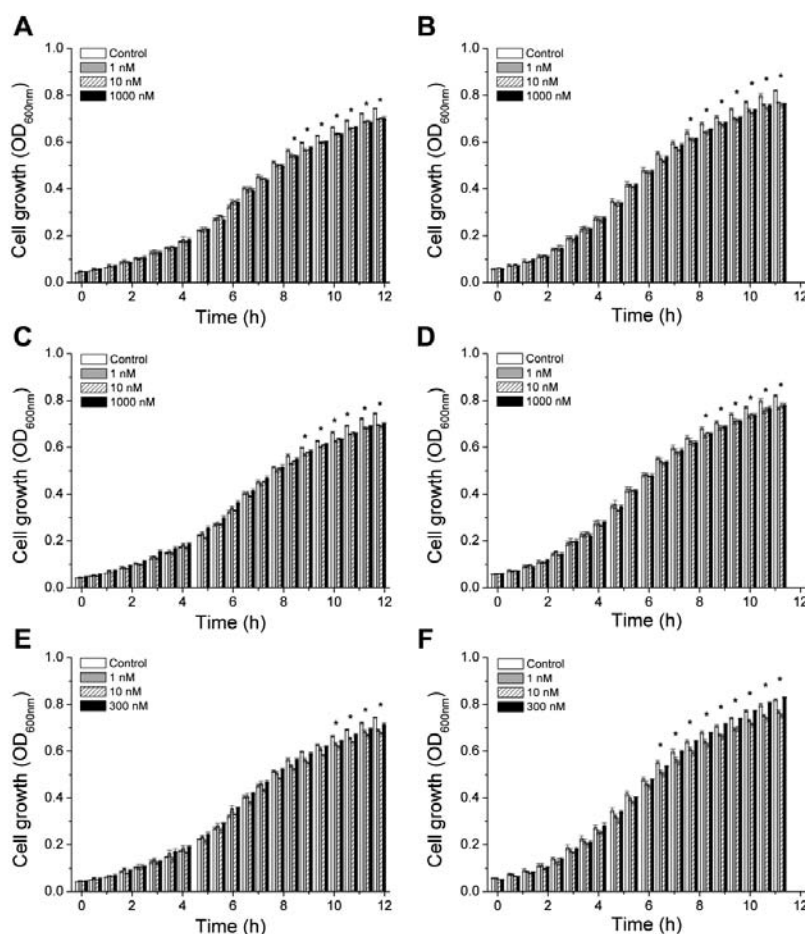 A
Cell growth (OD600nm)
1.0
0.8
0.6
0.4
0.2
0.0
Control
1 nM
10 nM
1000 nM
* * * * * * *
0 2 4 6 8 10 12
Time (h)
B
Cell growth (OD600nm)
1.0
0.8
0.6
0.4
0.2
0.0
Control
1 nM
10 nM
1000 nM
* * * * * * * *
0 2 4 6 8 10 12
Time (h)
C
Cell growth (OD600nm)
1.0
0.8
0.6
0.4
0.2
0.0
Control
1 nM
10 nM
1000 nM
* * * * * *
0 2 4 6 8 10 12
Time (h)
D
Cell growth (OD600nm)
1.0
0.8
0.6
0.4
0.2
0.0
Control
1 nM
10 nM
1000 nM
* * * * * *
0 2 4 6 8 10 12
Time (h)
E
Cell growth (OD600nm)
1.0
0.8
0.6
0.4
0.2
0.0
Control
1 nM
10 nM
300 nM
* * * *
0 2 4 6 8 10 12
Time (h)
F
Cell growth (OD600nm)
1.0
0.8
0.6
0.4
0.2
0.0
Control
1 nM
10 nM
300 nM
* * * * * * * * *
0 2 4 6 8 10 12
Time (h)